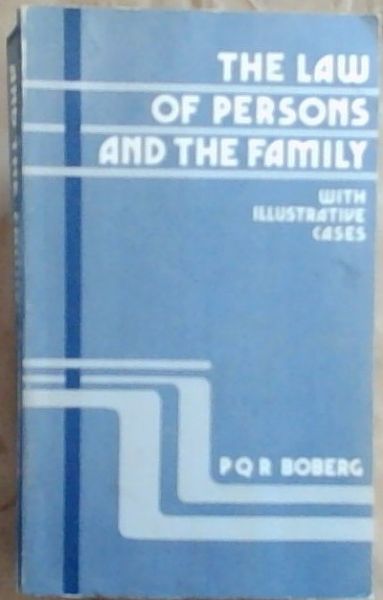 THE LAW
OF PERSONS
AND THE FAMILY
WITH
ILLUSTRATIVE
CASES
P Q R BOBERG